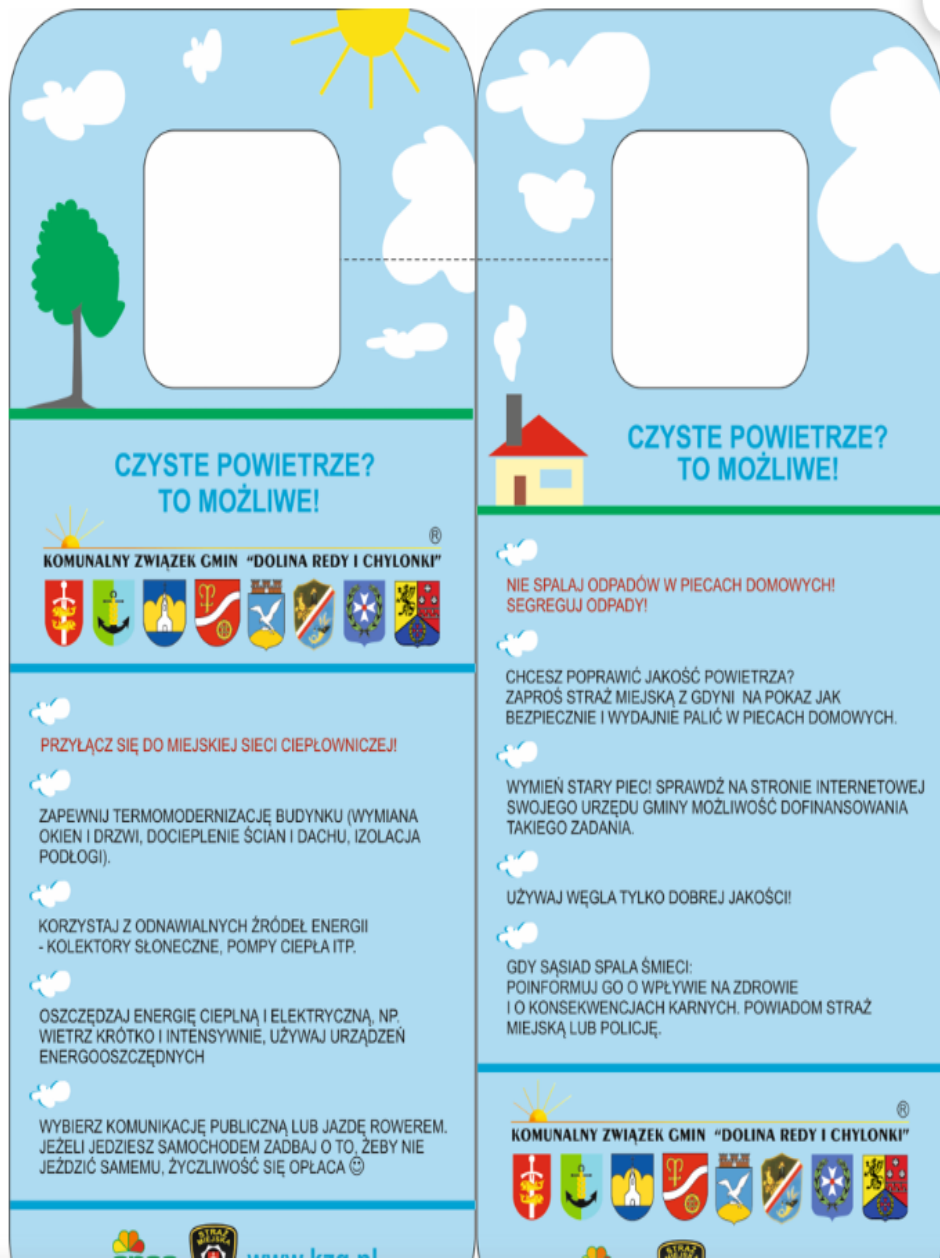 CZYSTE POWIETRZE?
TO MOŻLIWE!
®
KOMUNALNY ZWIĄZEK GMIN "DOLINA REDY I CHYLONKI"
PRZYŁĄCZ SIĘ DO MIEJSKIEJ SIECI CIEPŁOWNICZEJ!
ZAPEWNIJ TERMOMODERNIZACJĘ BUDYNKU (WYMIANA
OKIEN I DRZWI, DOCIEPLENIE ŚCIAN I DACHU, IZOLACJA
PODŁOGI).
KORZYSTAJ Z ODNAWIALNYCH ŹRÓDEŁ ENERGII
- KOLEKTORY SŁONECZNE, POMPY CIEPŁA ITP.
OSZCZĘDZAJ ENERGIĘ CIEPLNĄ I ELEKTRYCZNĄ, NP.
WIETRZ KRÓTKO I INTENSYWNIE, UŻYWAJ URZĄDZEŃ
ENERGOOSZCZĘDNYCH
WYBIERZ KOMUNIKACJĘ PUBLICZNĄ LUB JAZDĘ ROWEREM.
JEŻELI JEDZIESZ SAMOCHODEM ZADBAJ O TO, ŻEBY NIE
JEŹDZIĆ SAMEMU, ŻYCZLIWOŚĆ SIĘ OPŁACA ☺
STRAŻ
MIEJSKA
www.kzg.pl
CZYSTE POWIETRZE?
TO MOŻLIWE!
NIE SPALAJ ODPADÓW W PIECACH DOMOWYCH!
SEGREGUJ ODPADY!
CHCESZ POPRAWIĆ JAKOŚĆ POWIETRZA?
ZAPROŚ STRAŻ MIEJSKĄ Z GDYNI NA POKAZ JAK
BEZPIECZNIE I WYDAJNIE PALIĆ W PIECACH DOMOWYCH.
WYMIEŃ STARY PIEC! SPRAWDŹ NA STRONIE INTERNETOWEJ
SWOJEGO URZĘDU GMINY MOŻLIWOŚĆ DOFINANSOWANIA
TAKIEGO ZADANIA.
UŻYWAJ WĘGLA TYLKO DOBREJ JAKOŚCI!
GDY SĄSIAD SPALA ŚMIECI:
POINFORMUJ GO O WPŁYWIE NA ZDROWIE
I O KONSEKWENCJACH KARNYCH. POWIADOM STRAŻ
MIEJSKĄ LUB POLICJĘ.
®
KOMUNALNY ZWIĄZEK GMIN "DOLINA REDY I CHYLONKI"
STRAŻ